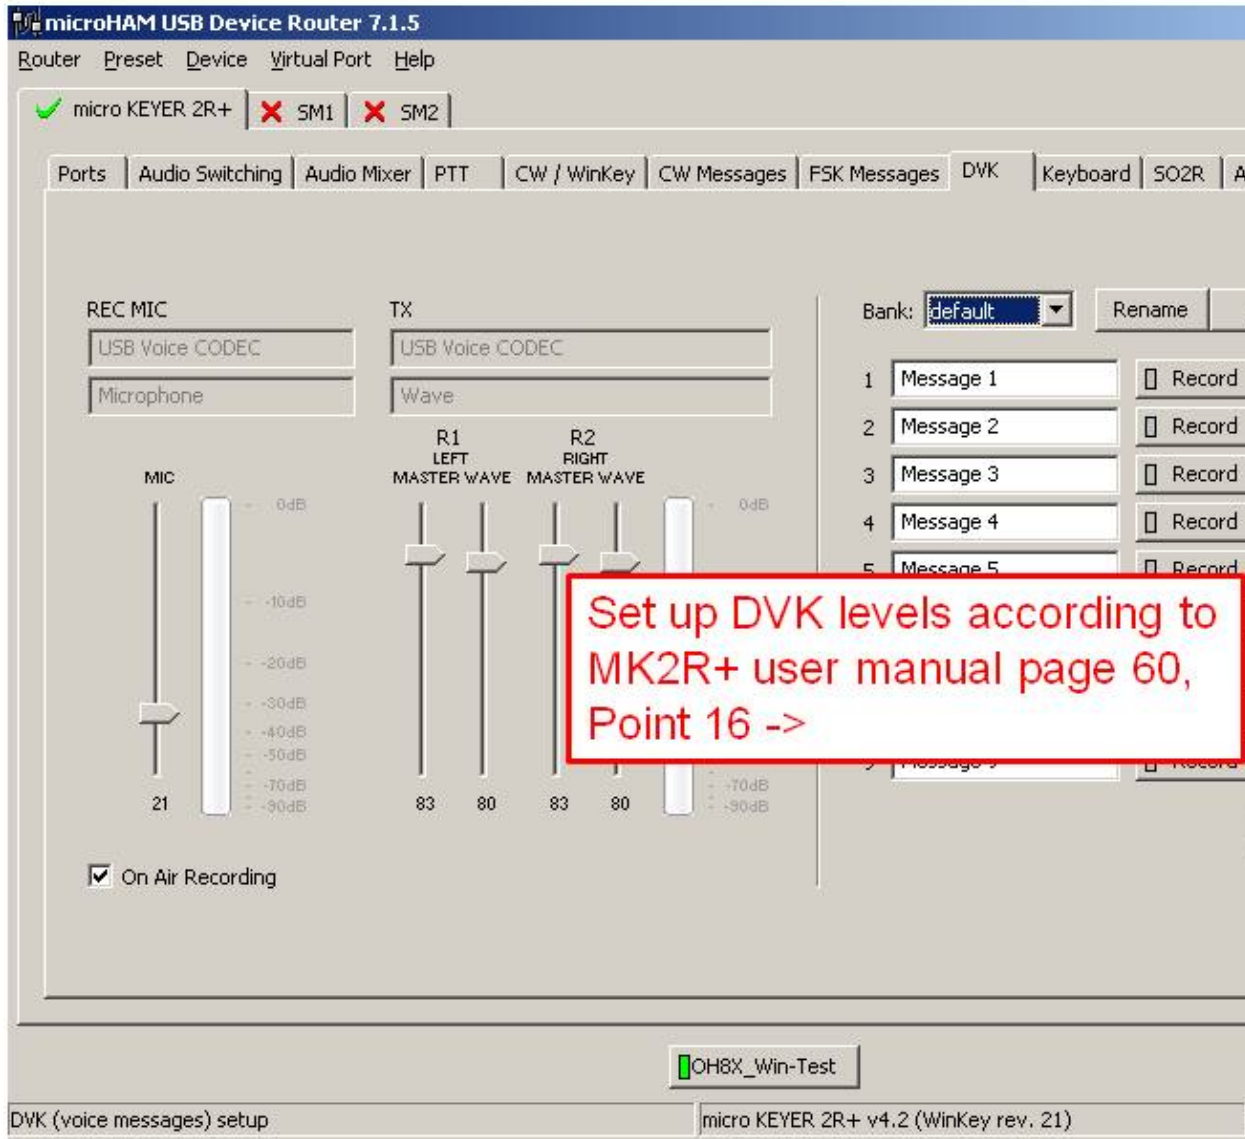 microHAM USB Device Router 7.1.5
Router Preset Device Virtual Port Help
micro KEYER 2R+ SM1 SM2
Ports Audio Switching Audio Mixer PTT CW / WinKey CW Messages FSK Messages DVK Keyboard SO2R A
REC MIC TX
Bank: default Rename
USB Voice CODEC USB Voice CODEC
Microphone Wave
1 Message 1 Record
2 Message 2 Record
3 Message 3 Record
4 Message 4 Record
5 Message 5 Record
R1 R2
LEFT RIGHT
MIC MASTER WAVE MASTER WAVE
0dB 0dB
-10dB
-20dB
-30dB
-40dB
-50dB
-70dB -70dB
-90dB -90dB
21 83 80 83 80
Set up DVK levels according to
MK2R+ user manual page 60,
Point 16 ->
On Air Recording
OH8X_Win-Test
DVK (voice messages) setup micro KEYER 2R+ v4.2 (WinKey rev. 21)